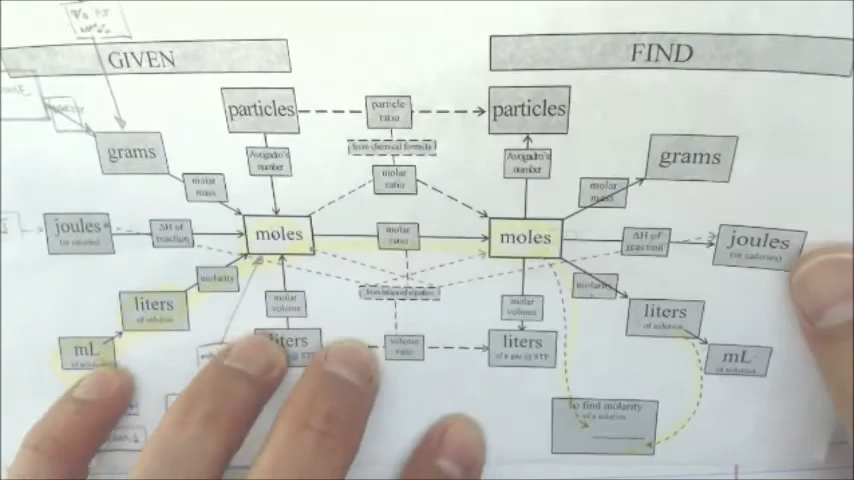 GIVEN
FIND
particles
particle
ratio
particles
from chemical formula
grams
Avogadro's
number
Avogadro's
number
grams
molar
mass
molar
ratio
molar
mass
joules
(or calories)
ΔH of
reaction
moles
molar
ratio
moles
ΔH of
reaction
joules
(or calories)
molarity
from balanced equation
molarity
liters
of solution
molar
volume
molar
volume
liters
of solution
mL
of solution
liters
@ STP
volume
ratio
liters
of a gas @ STP
mL
of solution
To find molarity
of a solution